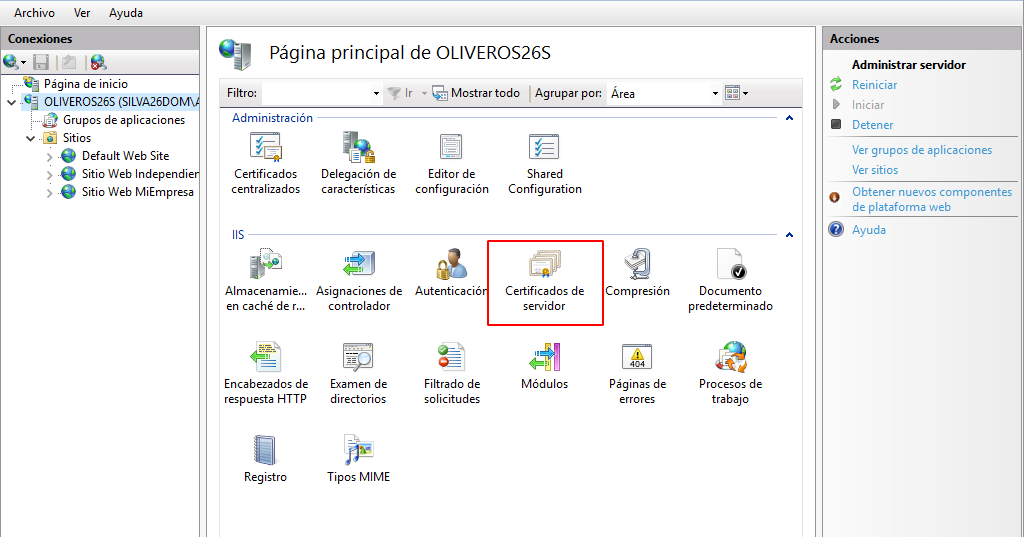 Archivo Ver Ayuda
Conexiones
Página de inicio
OLIVEROS26S (SILVA26DOM\A
Grupos de aplicaciones
Sitios
Default Web Site
Sitio Web Independien
Sitio Web MiEmpresa
Página principal de OLIVEROS26S
Filtro: Ir Mostrar todo Agrupar por: Área
Administración
Certificados
centralizados
Delegación de
características
Editor de
configuración
Shared
Configuration
IIS
Almacenamie...
en caché de r...
Asignaciones de
controlador
Autenticación
Certificados de
servidor
Compresión
Documento
predeterminado
Encabezados de
respuesta HTTP
Examen de
directorios
Filtrado de
solicitudes
Módulos
404
Páginas de
errores
Procesos de
trabajo
Registro
Tipos MIME
Acciones
Administrar servidor
Reiniciar
Iniciar
Detener
Ver grupos de aplicaciones
Ver sitios
Obtener nuevos componentes
de plataforma web
Ayuda